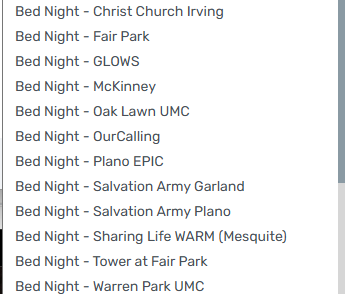 Bed Night - Christ Church Irving
Bed Night - Fair Park
Bed Night - GLOWS
Bed Night - McKinney
Bed Night - Oak Lawn UMC
Bed Night - OurCalling
Bed Night - Plano EPIC
Bed Night - Salvation Army Garland
Bed Night - Salvation Army Plano
Bed Night - Sharing Life WARM (Mesquite)
Bed Night - Tower at Fair Park
Bed Night - Warren Park UMC